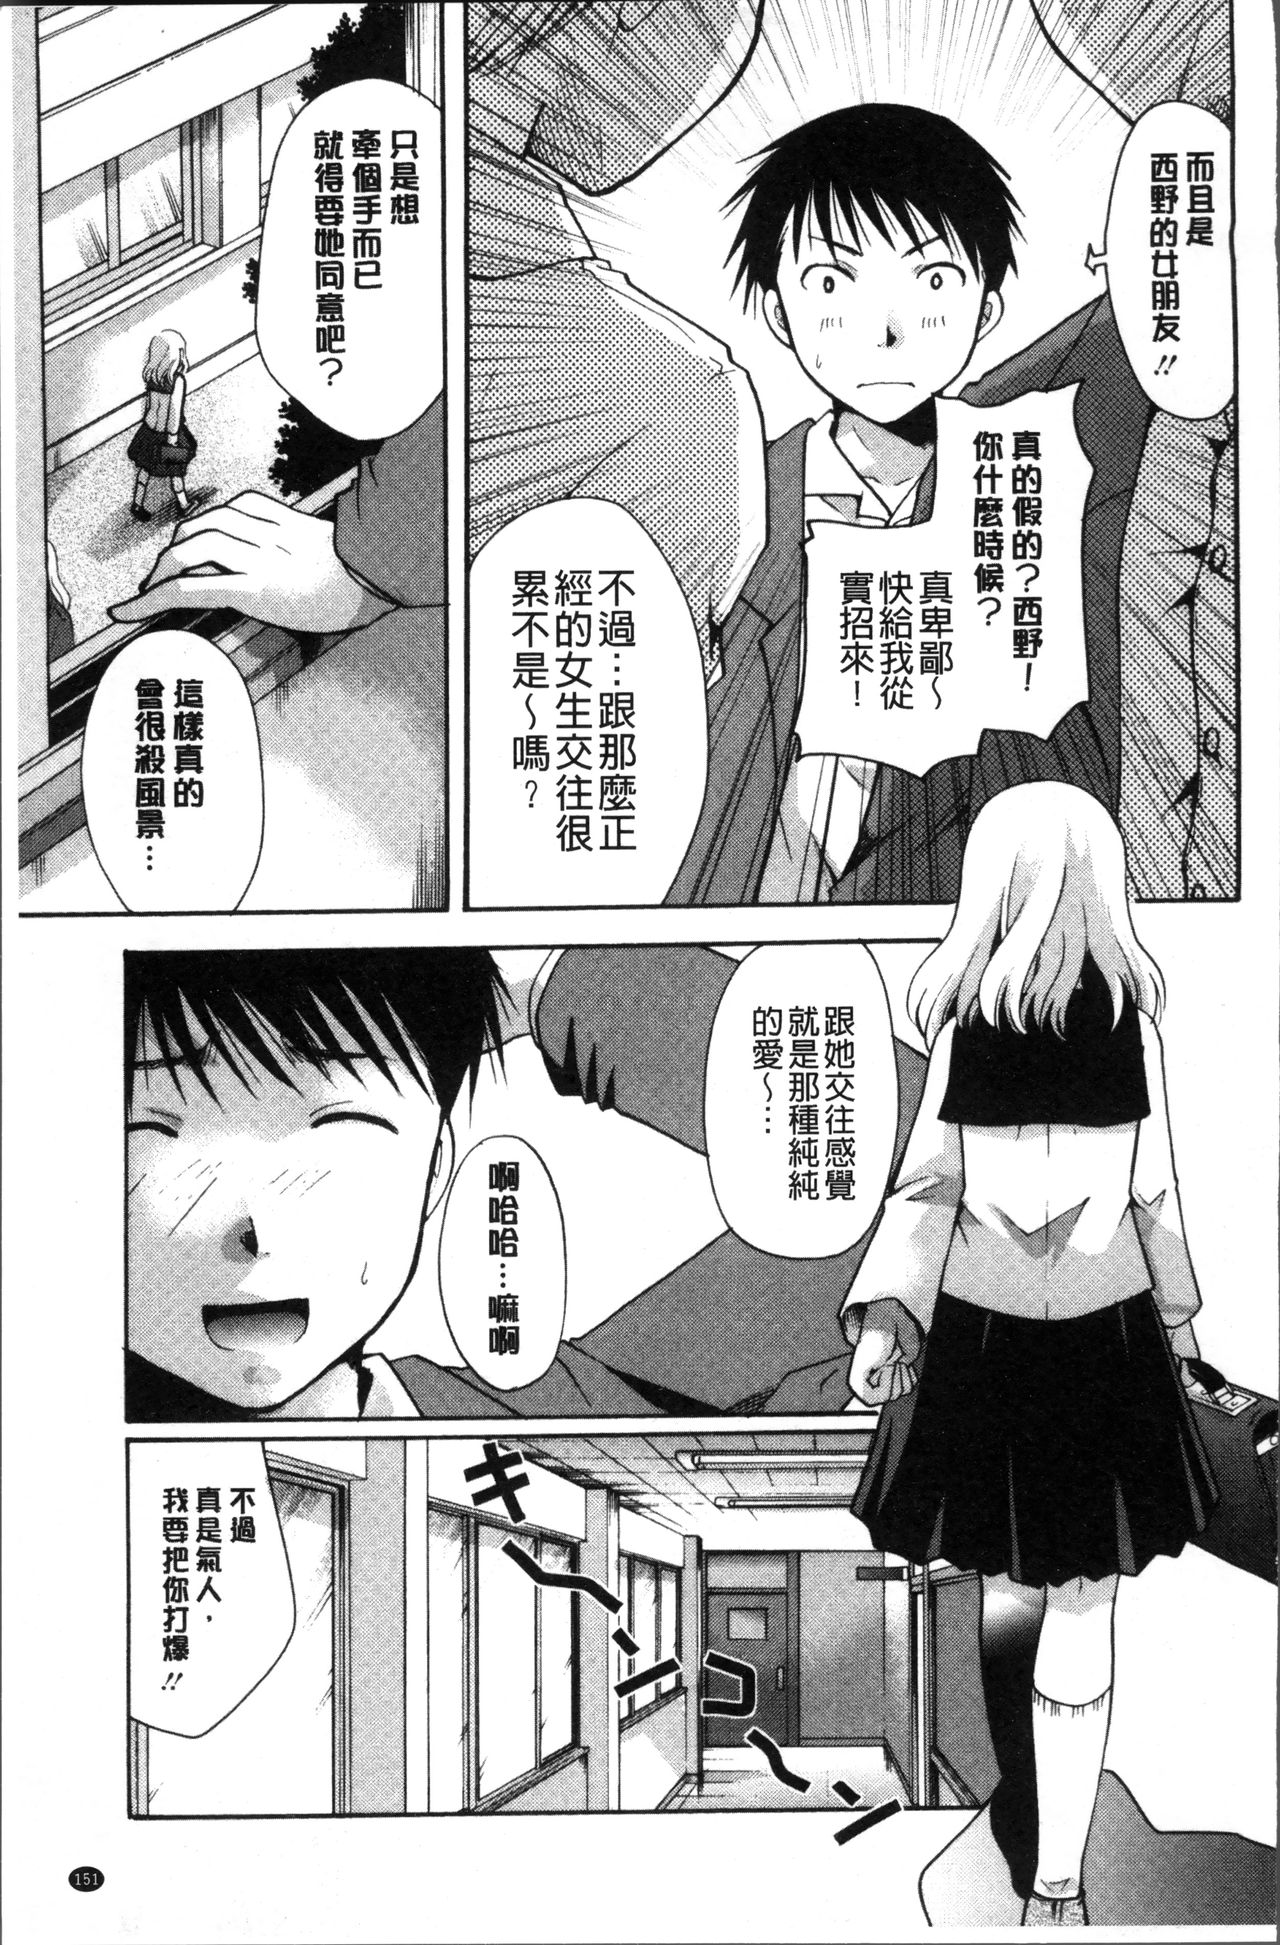 而且是
西野的女朋友!!
真的假的？西野！
你什麼時候？
真卑鄙～
快給我從
實招來！
不過…跟那麼正
經的女生交往很
累不是～嗎？
只是想
牽個手而已
就得要她同意吧？
這樣真的
會很殺風景…
跟她交往感覺
就是那種純純
的愛～…
啊哈哈…嘛啊
キーンコーン
不過
真是氣人，
我要把你打爆!!
151